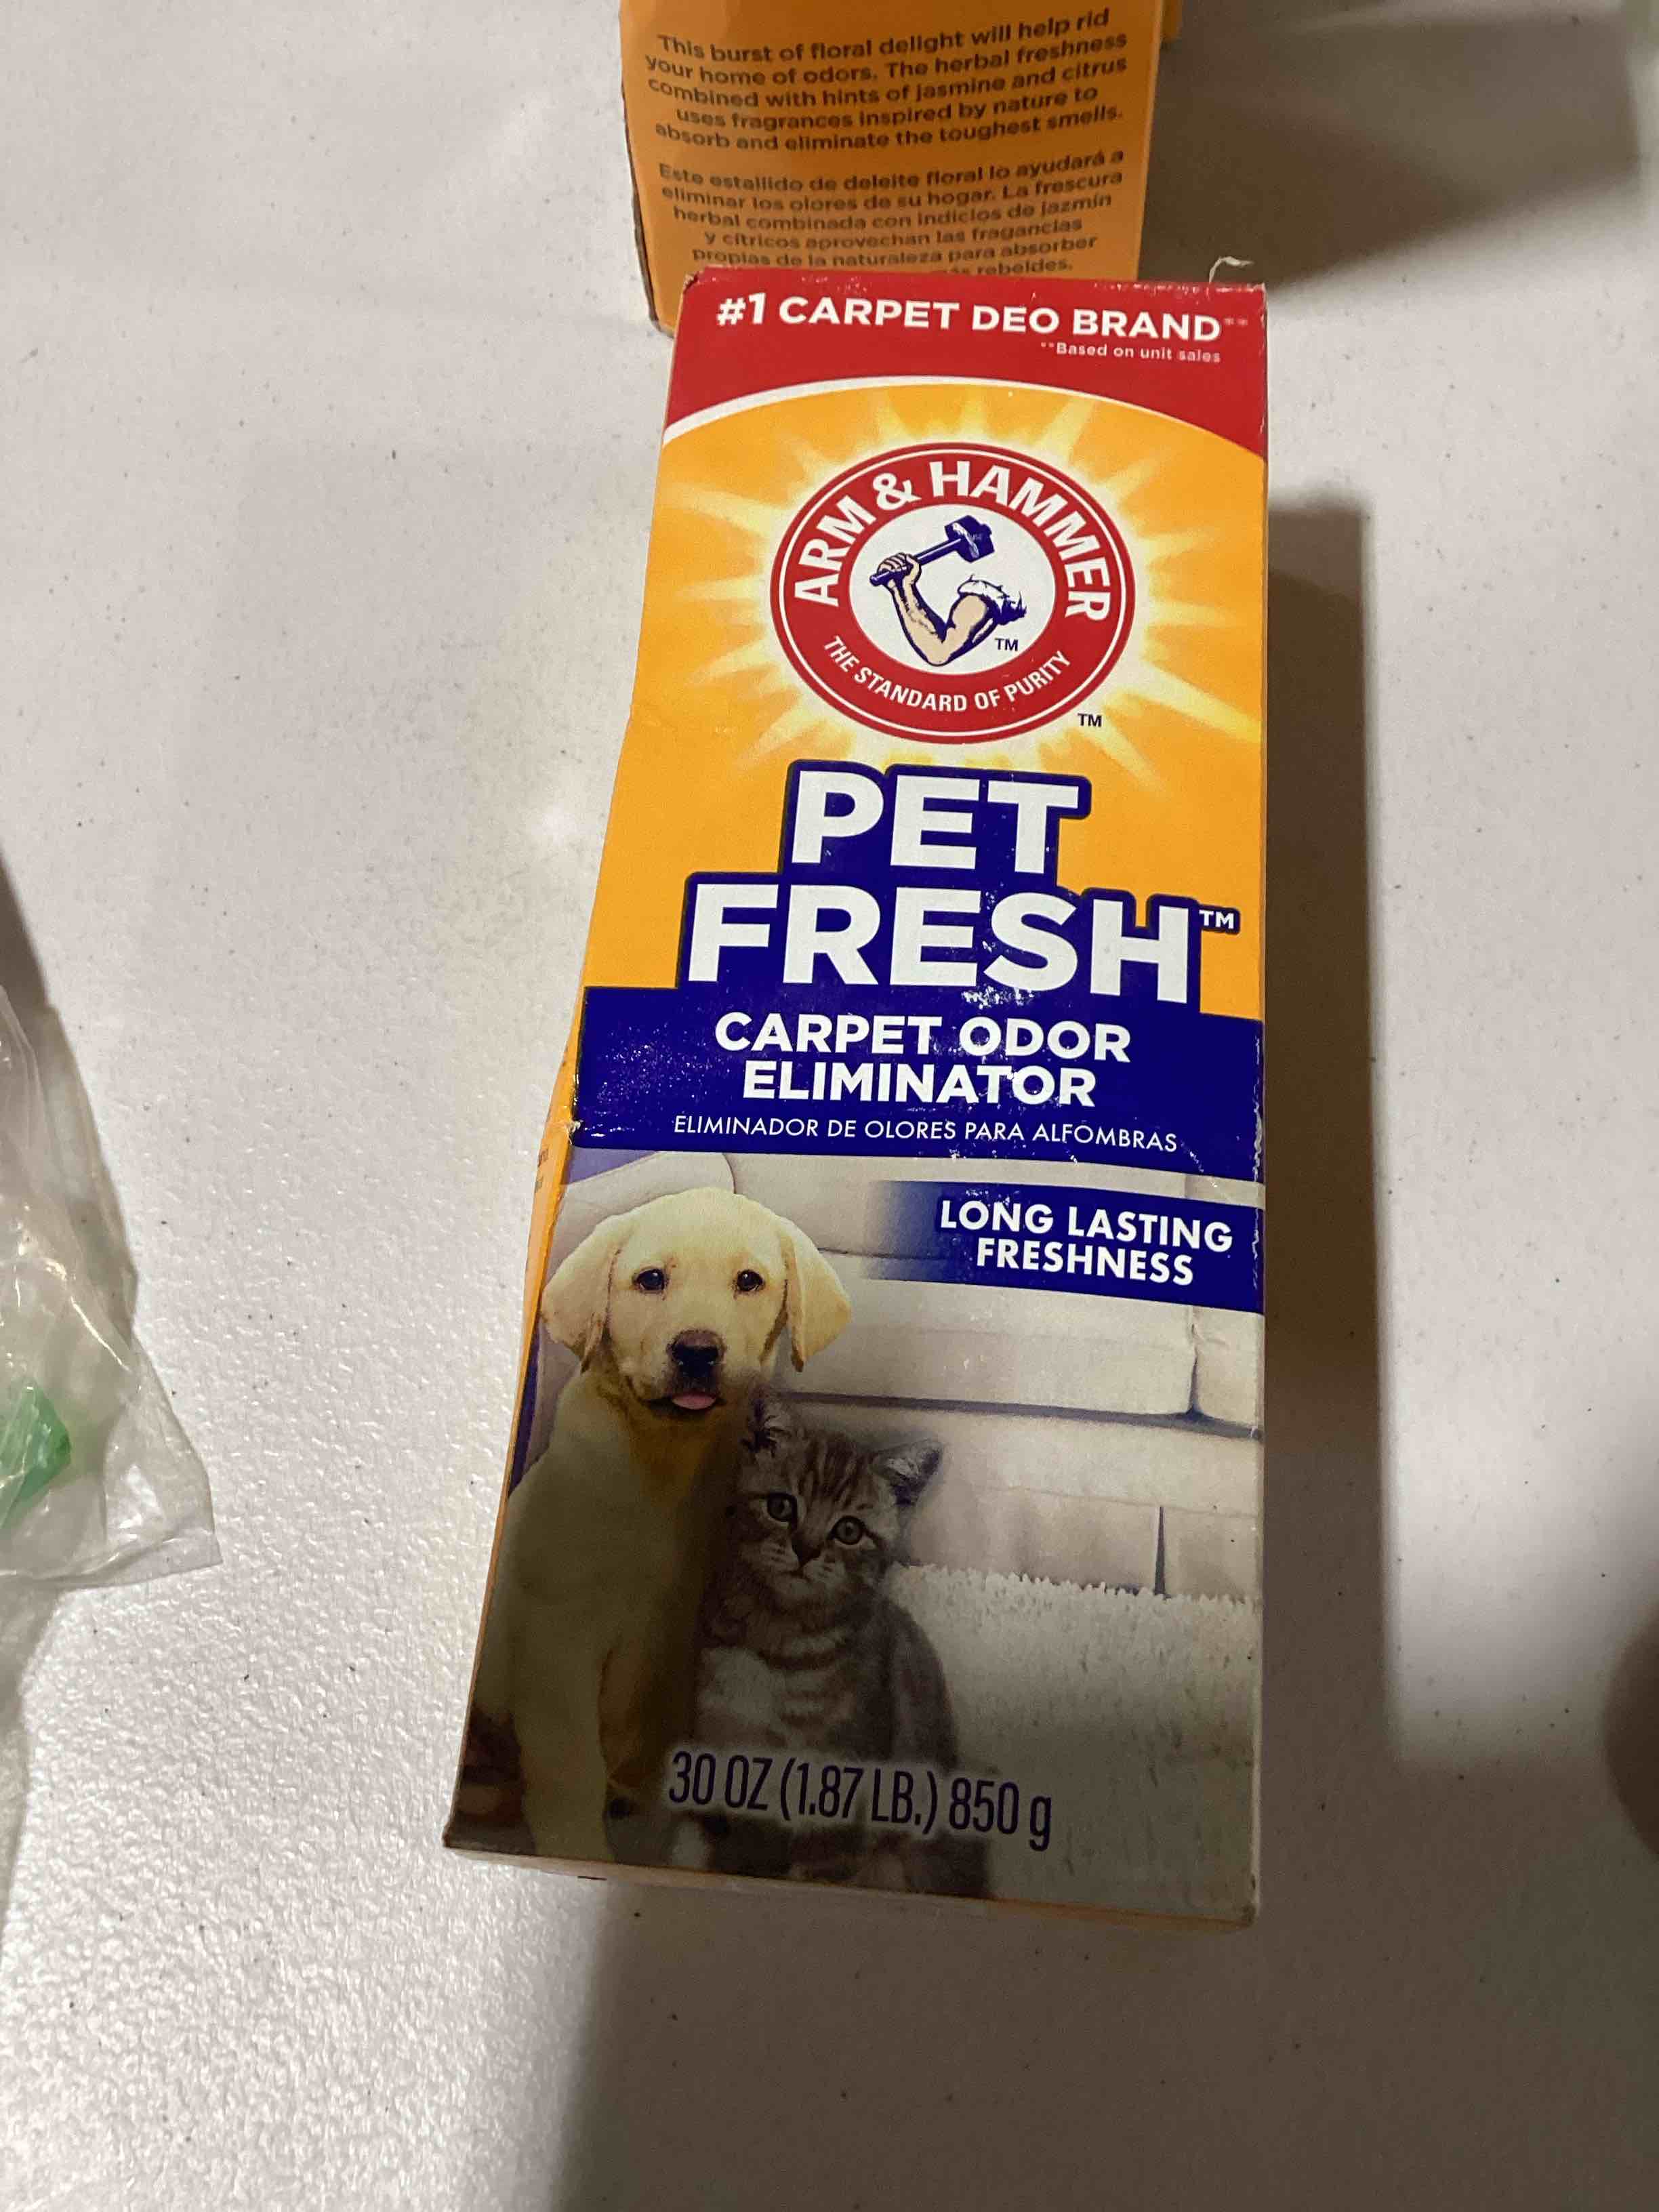 This burst of floral delight will help rid
your home of odors. The herbal freshness
combined with hints of jasmine and citrus
uses fragrances inspired by nature to
absorb and eliminate the toughest smells.
Este estallido de deleite floral lo ayudará a
eliminar los olores de su hogar. La frescura
herbal combinada con indicios de jazmín
y cítricos aprovechan las fragancias
propias de la naturaleza para absorber
rebeldes.
#1 CARPET DEO BRAND**
**Based on unit sales
ARM & HAMMER
TM
THE STANDARD OF PURITY
TM
PET
FRESH™
CARPET ODOR
ELIMINATOR
ELIMINADOR DE OLORES PARA ALFOMBRAS
LONG LASTING
FRESHNESS
30 OZ (1.87 LB.) 850 g